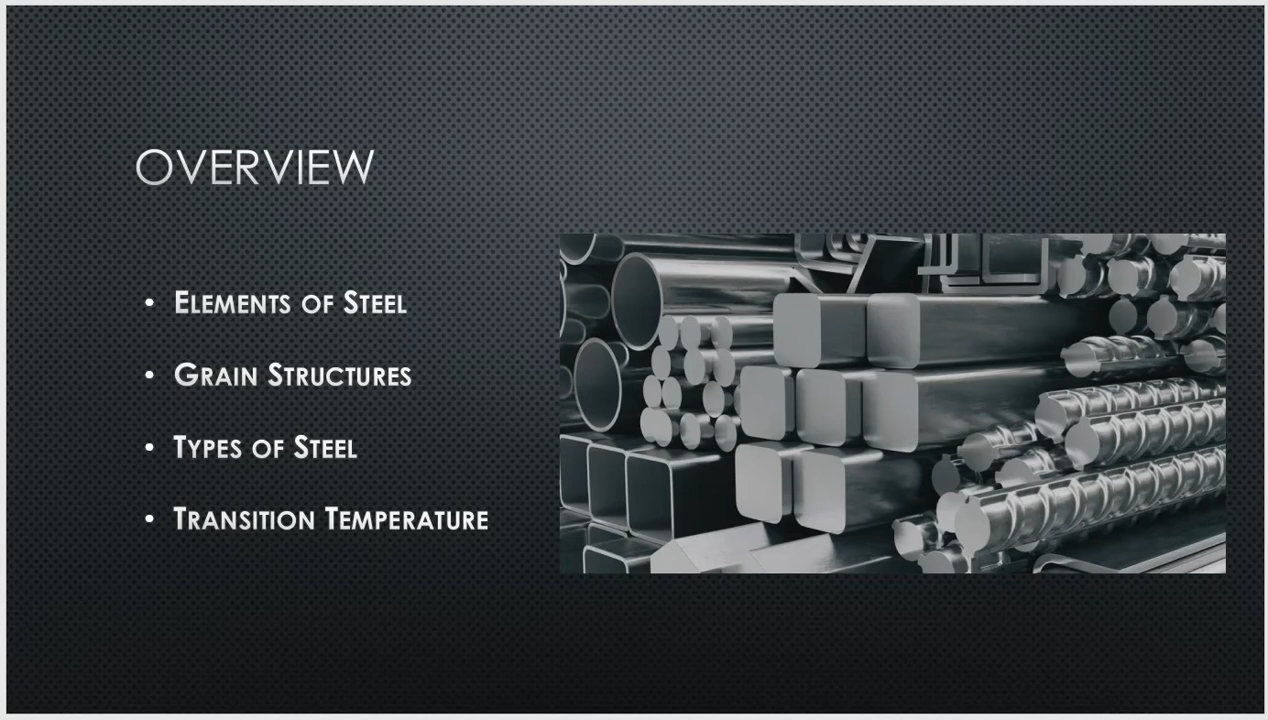 OVERVIEW
• Elements of Steel
• Grain Structures
• Types of Steel
• Transition Temperature